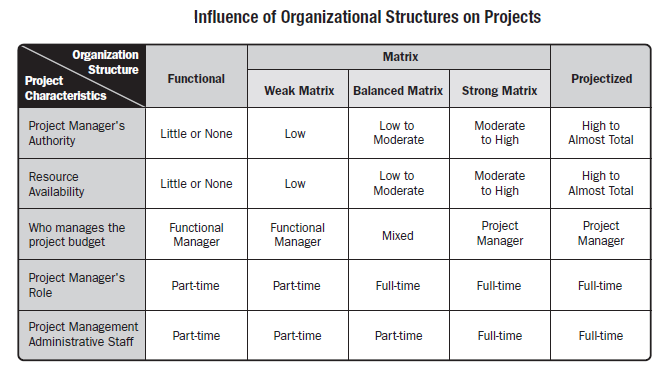 Influence of Organizational Structures on Projects
Organization
Structure
Project
Characteristics
Functional
Matrix
Weak Matrix
Balanced Matrix
Strong Matrix
Projectized
Project Manager's
Authority
Little or None
Low
Low to
Moderate
Moderate
to High
High to
Almost Total
Resource
Availability
Little or None
Low
Low to
Moderate
Moderate
to High
High to
Almost Total
Who manages the
project budget
Functional
Manager
Functional
Manager
Mixed
Project
Manager
Project
Manager
Project Manager's
Role
Part-time
Part-time
Full-time
Full-time
Full-time
Project Management
Administrative Staff
Part-time
Part-time
Part-time
Full-time
Full-time